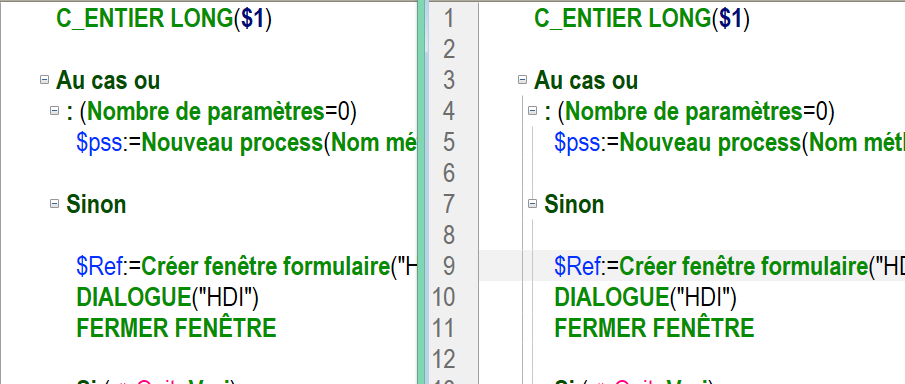 C_ENTIER LONG($1)
Au cas ou
: (Nombre de paramètres=0)
$pss:=Nouveau process(Nom mé
Sinon
$Ref:=Créer fenêtre formulaire("H
DIALOGUE("HDI")
FERMER FENÊTRE
1 C_ENTIER LONG($1)
2
3 Au cas ou
4 : (Nombre de paramètres=0)
5 $pss:=Nouveau process(Nom mét
6
7 Sinon
8
9 $Ref:=Créer fenêtre formulaire("HD
10 DIALOGUE("HDI")
11 FERMER FENÊTRE
12